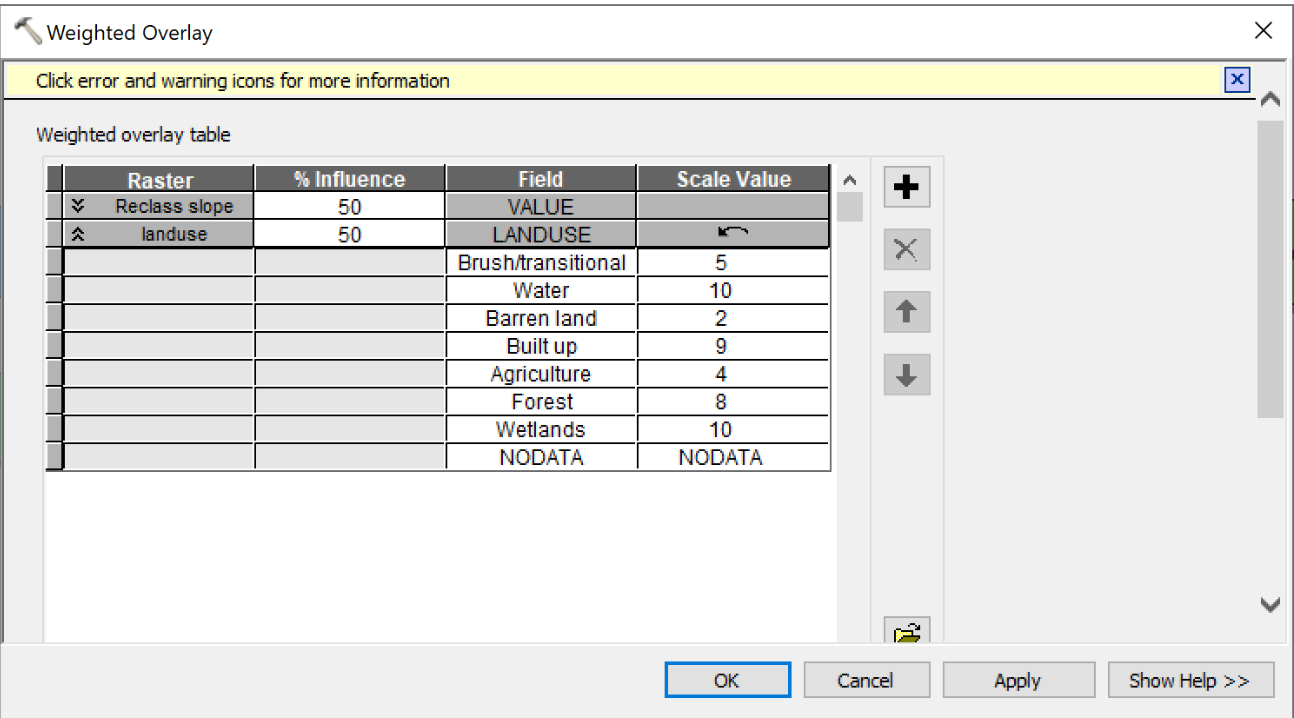 Weighted Overlay
Click error and warning icons for more information
Weighted overlay table
Raster % Influence Field Scale Value
Reclass slope 50 VALUE
landuse 50 LANDUSE
Brush/transitional 5
Water 10
Barren land 2
Built up 9
Agriculture 4
Forest 8
Wetlands 10
NODATA NODATA
OK Cancel Apply Show Help >>